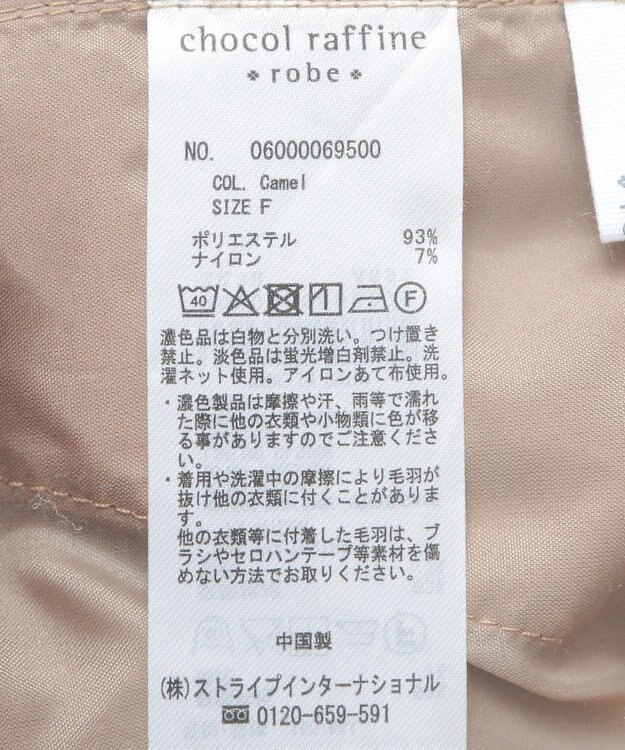 chocol raffine
robe
NO. 06000069500
COL. Camel
SIZE F
ポリエステル 93%
ナイロン 7%
40 F
濃色品は白物と分別洗い。つけ置き
禁止。淡色品は蛍光増白剤禁止。洗
濯ネット使用。アイロンあて布使用。
・濃色製品は摩擦や汗、雨等で濡れ
た際に他の衣類や小物類に色が移
る事がありますのでご注意くださ
い。
・着用や洗濯中の摩擦により毛羽が
抜け他の衣類に付くことがありま
す。
他の衣類等に付着した毛羽は、ブ
ラシやセロハンテープ等素材を傷
めない方法でお取りください。
中国製
(株)ストライプインターナショナル
0120-659-591